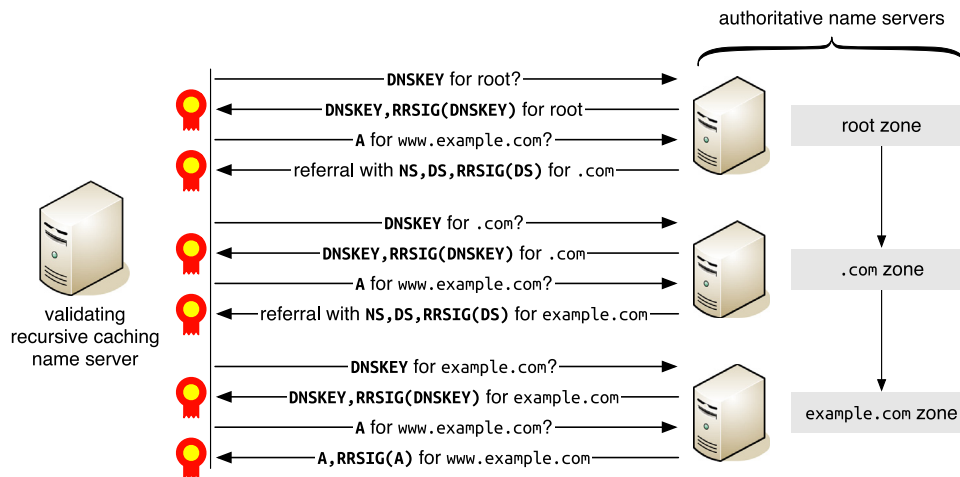 authoritative name servers
DNSKEY for root?
DNSKEY,RRSIG(DNSKEY) for root
A for www.example.com?
referral with NS,DS,RRSIG(DS) for .com
root zone
DNSKEY for .com?
DNSKEY,RRSIG(DNSKEY) for .com
A for www.example.com?
referral with NS,DS,RRSIG(DS) for example.com
.com zone
validating
recursive caching
name server
DNSKEY for example.com?
DNSKEY,RRSIG(DNSKEY) for example.com
A for www.example.com?
A,RRSIG(A) for www.example.com
example.com zone